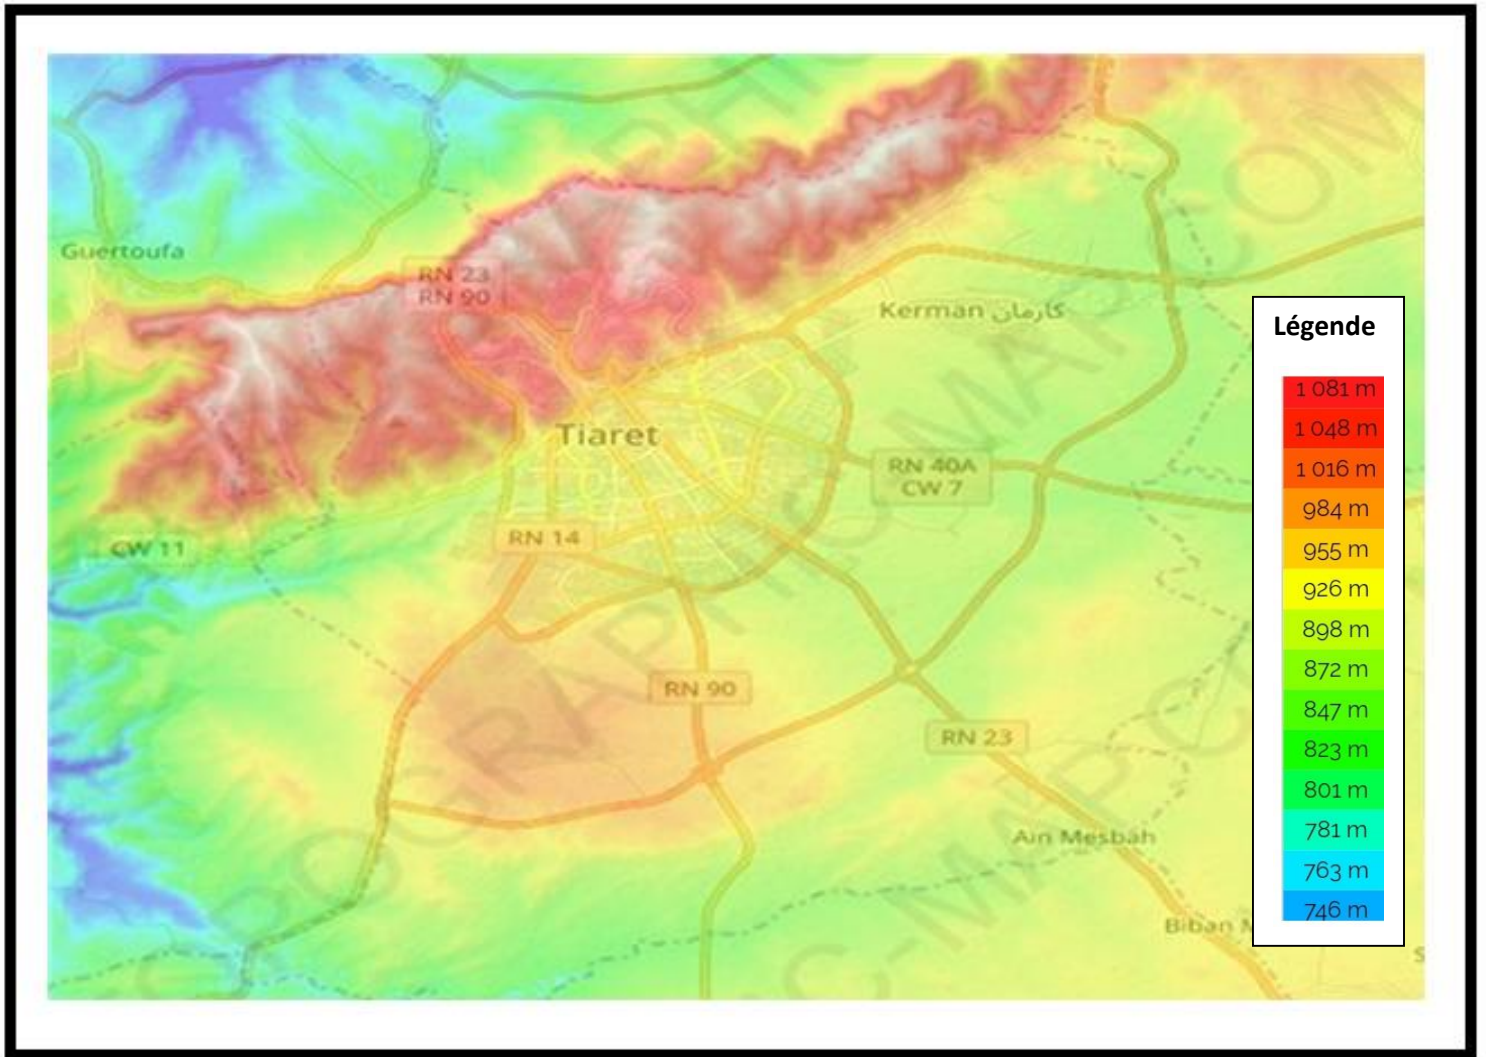 Guertoufa
RN 23
RN 90
Kerman كارمان
Tiaret
RN 40A
CW 7
RN 14
CW 11
RN 90
RN 23
Ain Mesbah
Biban M
S
Légende
1 081 m
1 048 m
1 016 m
984 m
955 m
926 m
898 m
872 m
847 m
823 m
801 m
781 m
763 m
746 m